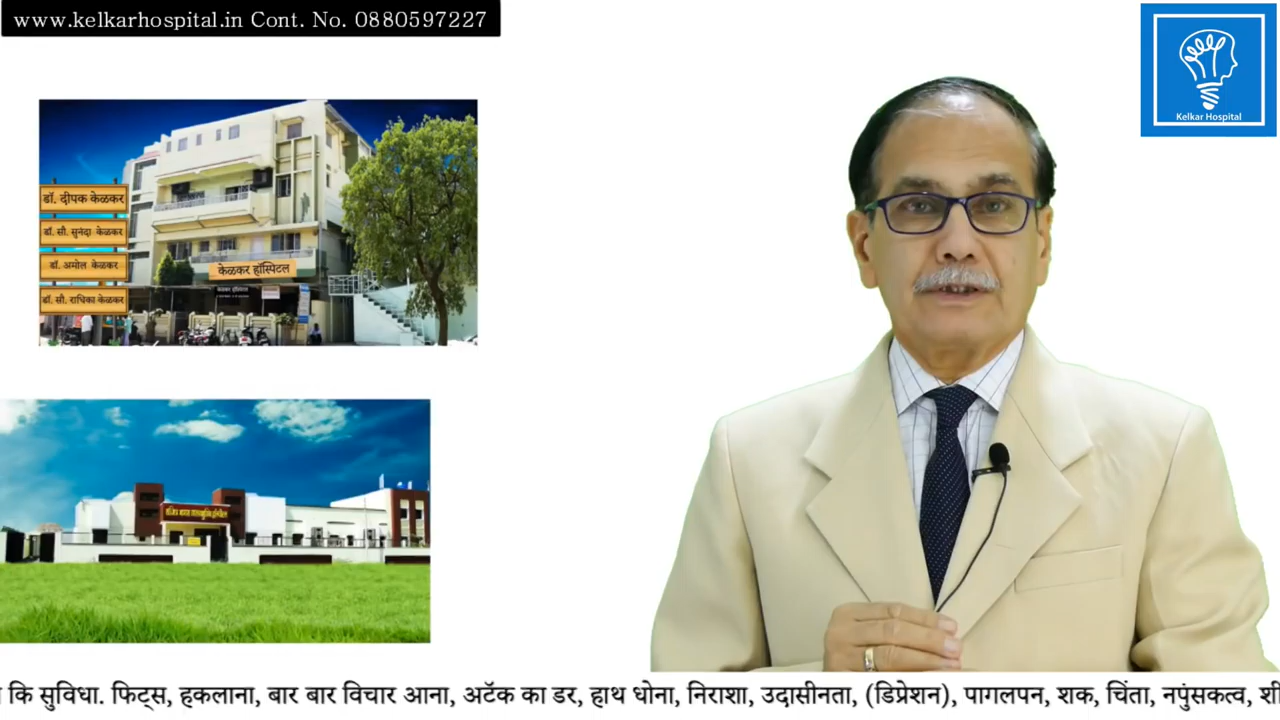 www.kelkarhospital.in Cont. No. 0880597227
Kelkar Hospital
डॉ. दीपक केळकर
डॉ. सौ. सुनंदा केळकर
डॉ. अमोल केळकर
डॉ. सौ. राधिका केळकर
केळकर हॉस्पिटल
कि सुविधा. फिट्स, हकलाना, बार बार विचार आना, अटॅक का डर, हाथ धोना, निराशा, उदासीनता, (डिप्रेशन), पागलपन, शक, चिंता, नपुंसकत्व,